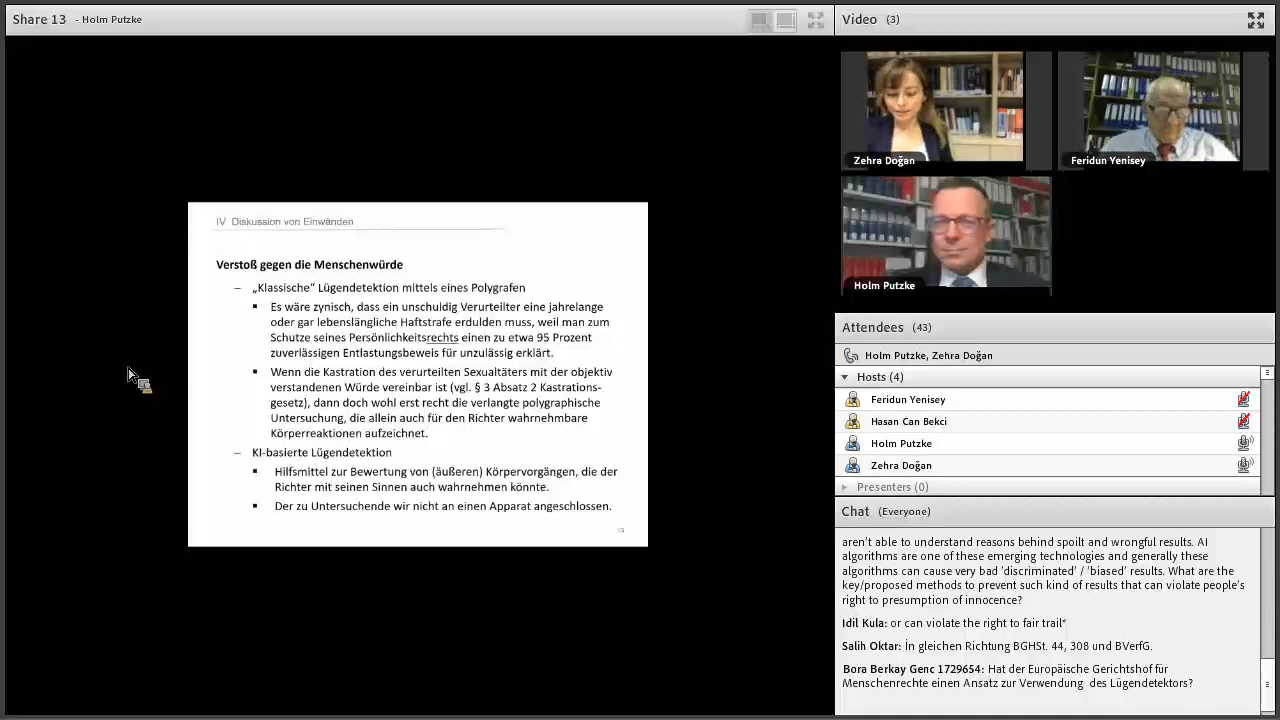 Share 13 - Holm Putzke
IV Diskussion von Einwänden
Verstoß gegen die Menschenwürde
– „Klassische“ Lügendetektion mittels eines Polygrafen
▪ Es wäre zynisch, dass ein unschuldig Verurteilter eine jahrelange
oder gar lebenslängliche Haftstrafe erdulden muss, weil man zum
Schutze seines Persönlichkeitsrechts einen zu etwa 95 Prozent
zuverlässigen Entlastungsbeweis für unzulässig erklärt.
▪ Wenn die Kastration des verurteilten Sexualtäters mit der objektiv
verstandenen Würde vereinbar ist (vgl. § 3 Absatz 2 Kastrations-
gesetz), dann doch wohl erst recht die verlangte polygraphische
Untersuchung, die allein auch für den Richter wahrnehmbare
Körperreaktionen aufzeichnet.
– KI-basierte Lügendetektion
▪ Hilfsmittel zur Bewertung von (äußeren) Körpervorgängen, die der
Richter mit seinen Sinnen auch wahrnehmen könnte.
▪ Der zu Untersuchende wir nicht an einen Apparat angeschlossen.
13
Video (3)
Zehra Doğan
Feridun Yenisey
Holm Putzke
Attendees (43)
Holm Putzke, Zehra Doğan
Hosts (4)
Feridun Yenisey
Hasan Can Bekci
Holm Putzke
Zehra Doğan
Presenters (0)
Chat (Everyone)
aren't able to understand reasons behind spoilt and wrongful results. AI
algorithms are one of these emerging technologies and generally these
algorithms can cause very bad 'discriminated' / 'biased' results. What are the
key/proposed methods to prevent such kind of results that can violate people's
right to presumption of innocence?
Idil Kula: or can violate the right to fair trail*
Salih Oktar: İn gleichen Richtung BGHSt. 44, 308 und BVerfG.
Bora Berkay Genc 1729654: Hat der Europäische Gerichtshof für
Menschenrechte einen Ansatz zur Verwendung des Lügendetektors?